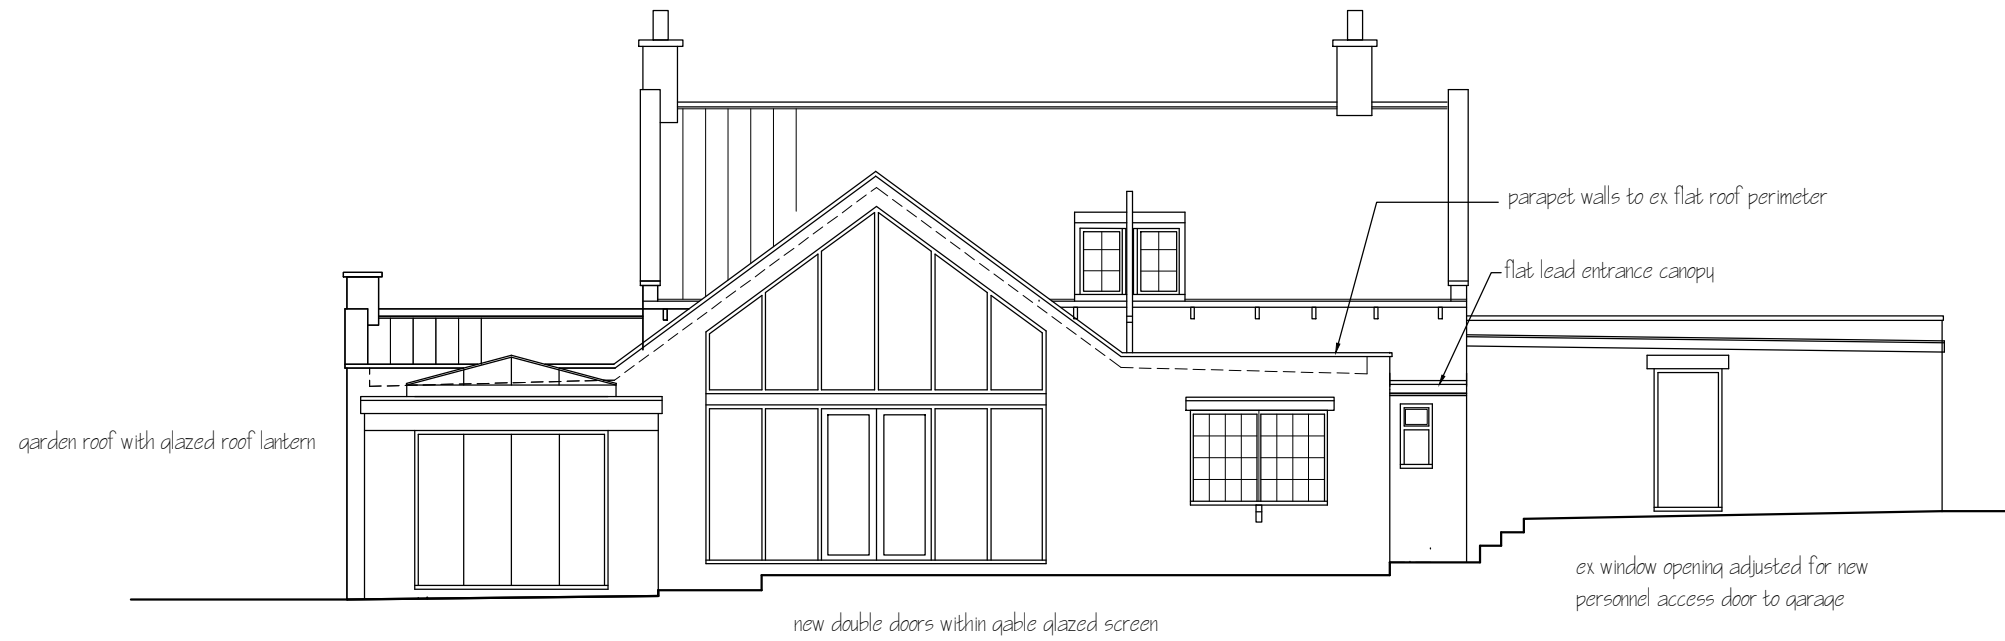 parapet walls to ex flat roof perimeter
flat lead entrance canopy
garden roof with glazed roof lantern
ex window opening adjusted for new
personnel access door to garage
new double doors within gable glazed screen